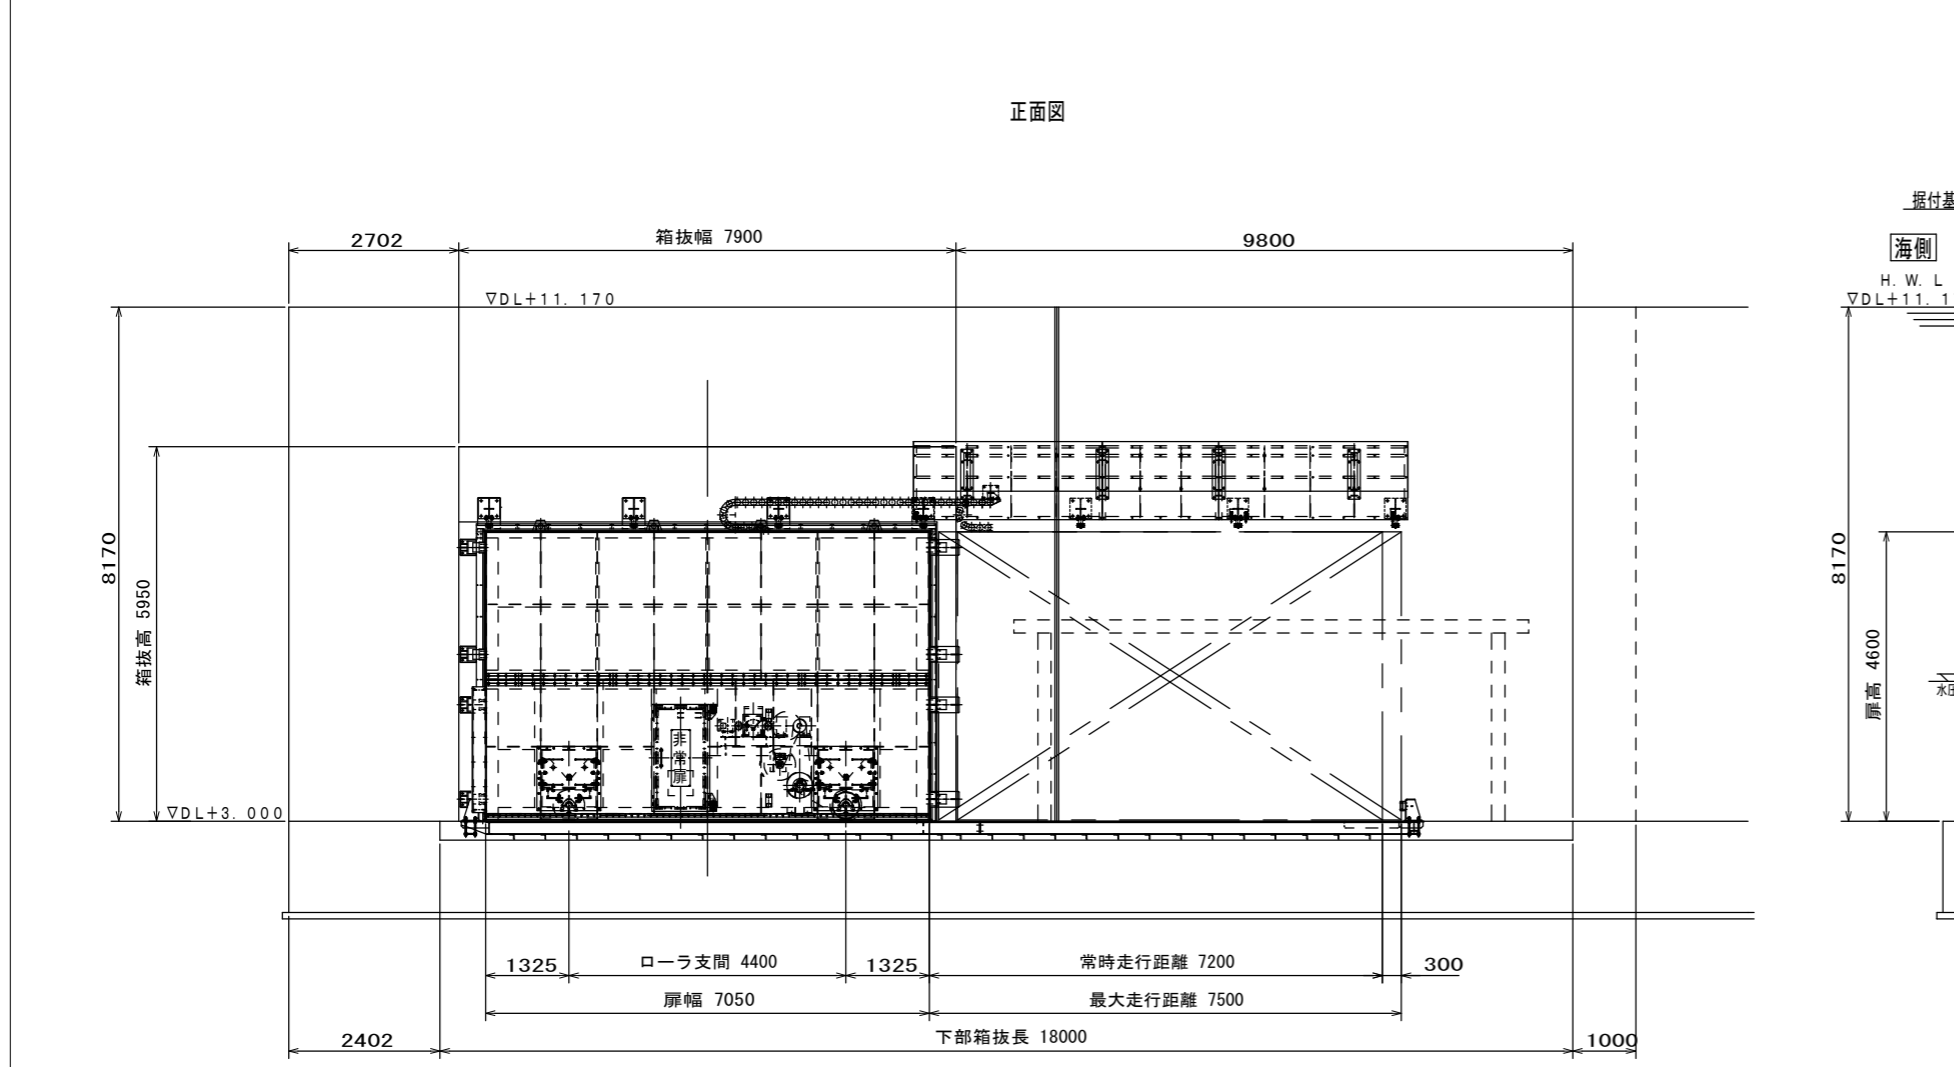 正面図
据付基
2702
箱抜幅 7900
9800
海側
H. W. L
▽DL+11. 170
▽DL+11. 1
8170
箱抜高 5950
8170
扉高 4600
非常扉
▽DL+3. 000
1325
ローラ支間 4400
1325
常時走行距離 7200
300
扉幅 7050
最大走行距離 7500
2402
下部箱抜長 18000
1000